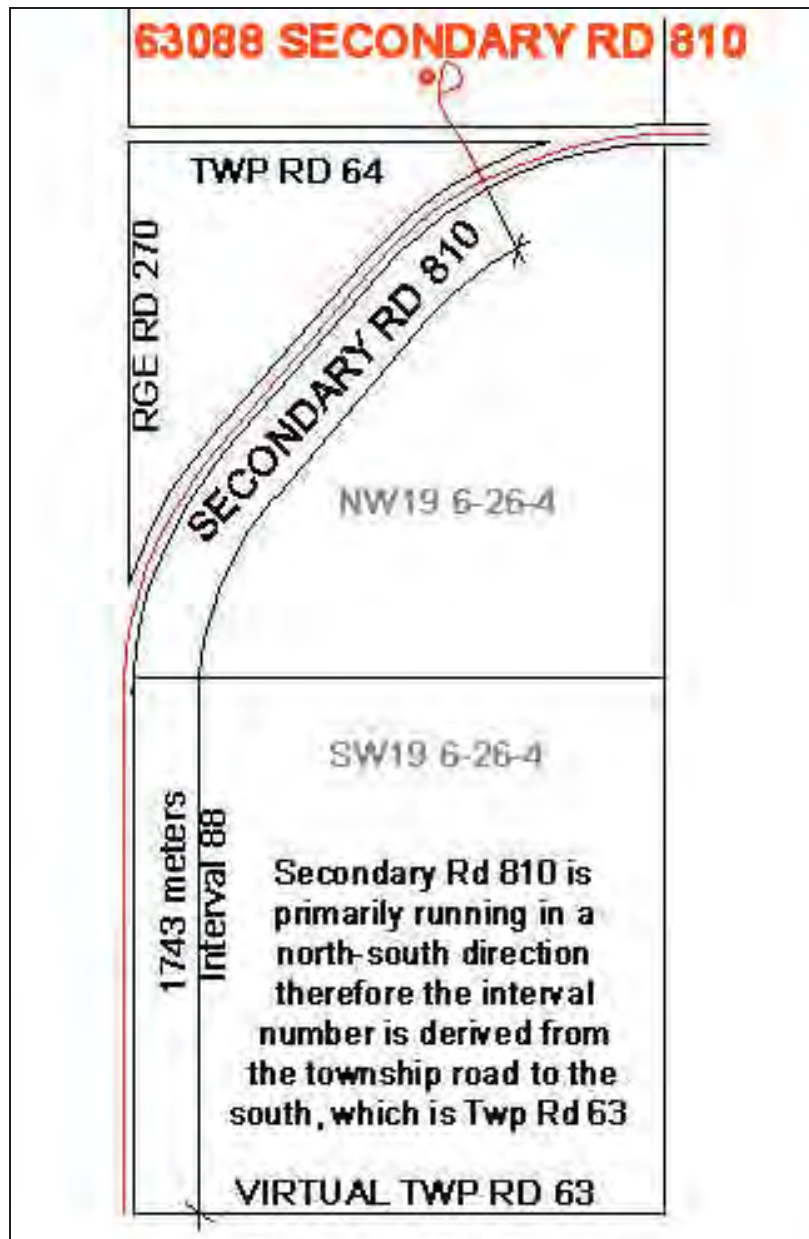 63088 SECONDARY RD 810
TWP RD 64
RGE RD 270
SECONDARY RD 810
NW19 6-26-4
SW19 6-26-4
1743 meters
Interval 88
Secondary Rd 810 is
primarily running in a
north-south direction
therefore the interval
number is derived from
the township road to the
south, which is Twp Rd 63
VIRTUAL TWP RD 63